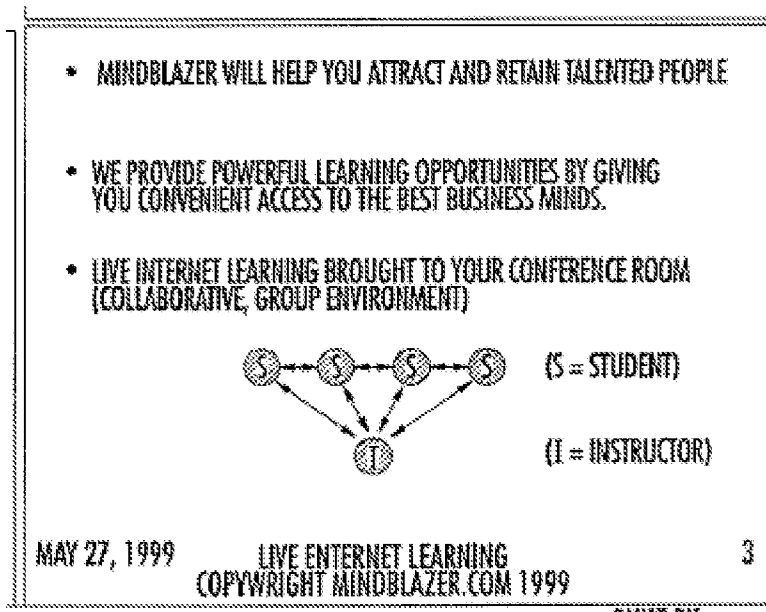 • MINDBLAZER WILL HELP YOU ATTRACT AND RETAIN TALENTED PEOPLE
• WE PROVIDE POWERFUL LEARNING OPPORTUNITIES BY GIVING
YOU CONVENIENT ACCESS TO THE BEST BUSINESS MINDS.
• LIVE INTERNET LEARNING BROUGHT TO YOUR CONFERENCE ROOM
(COLLABORATIVE, GROUP ENVIRONMENT)
S S S S (S = STUDENT)
I (I = INSTRUCTOR)
MAY 27, 1999 LIVE ENTERNET LEARNING 3
COPYWRIGHT MINDBLAZER.COM 1999